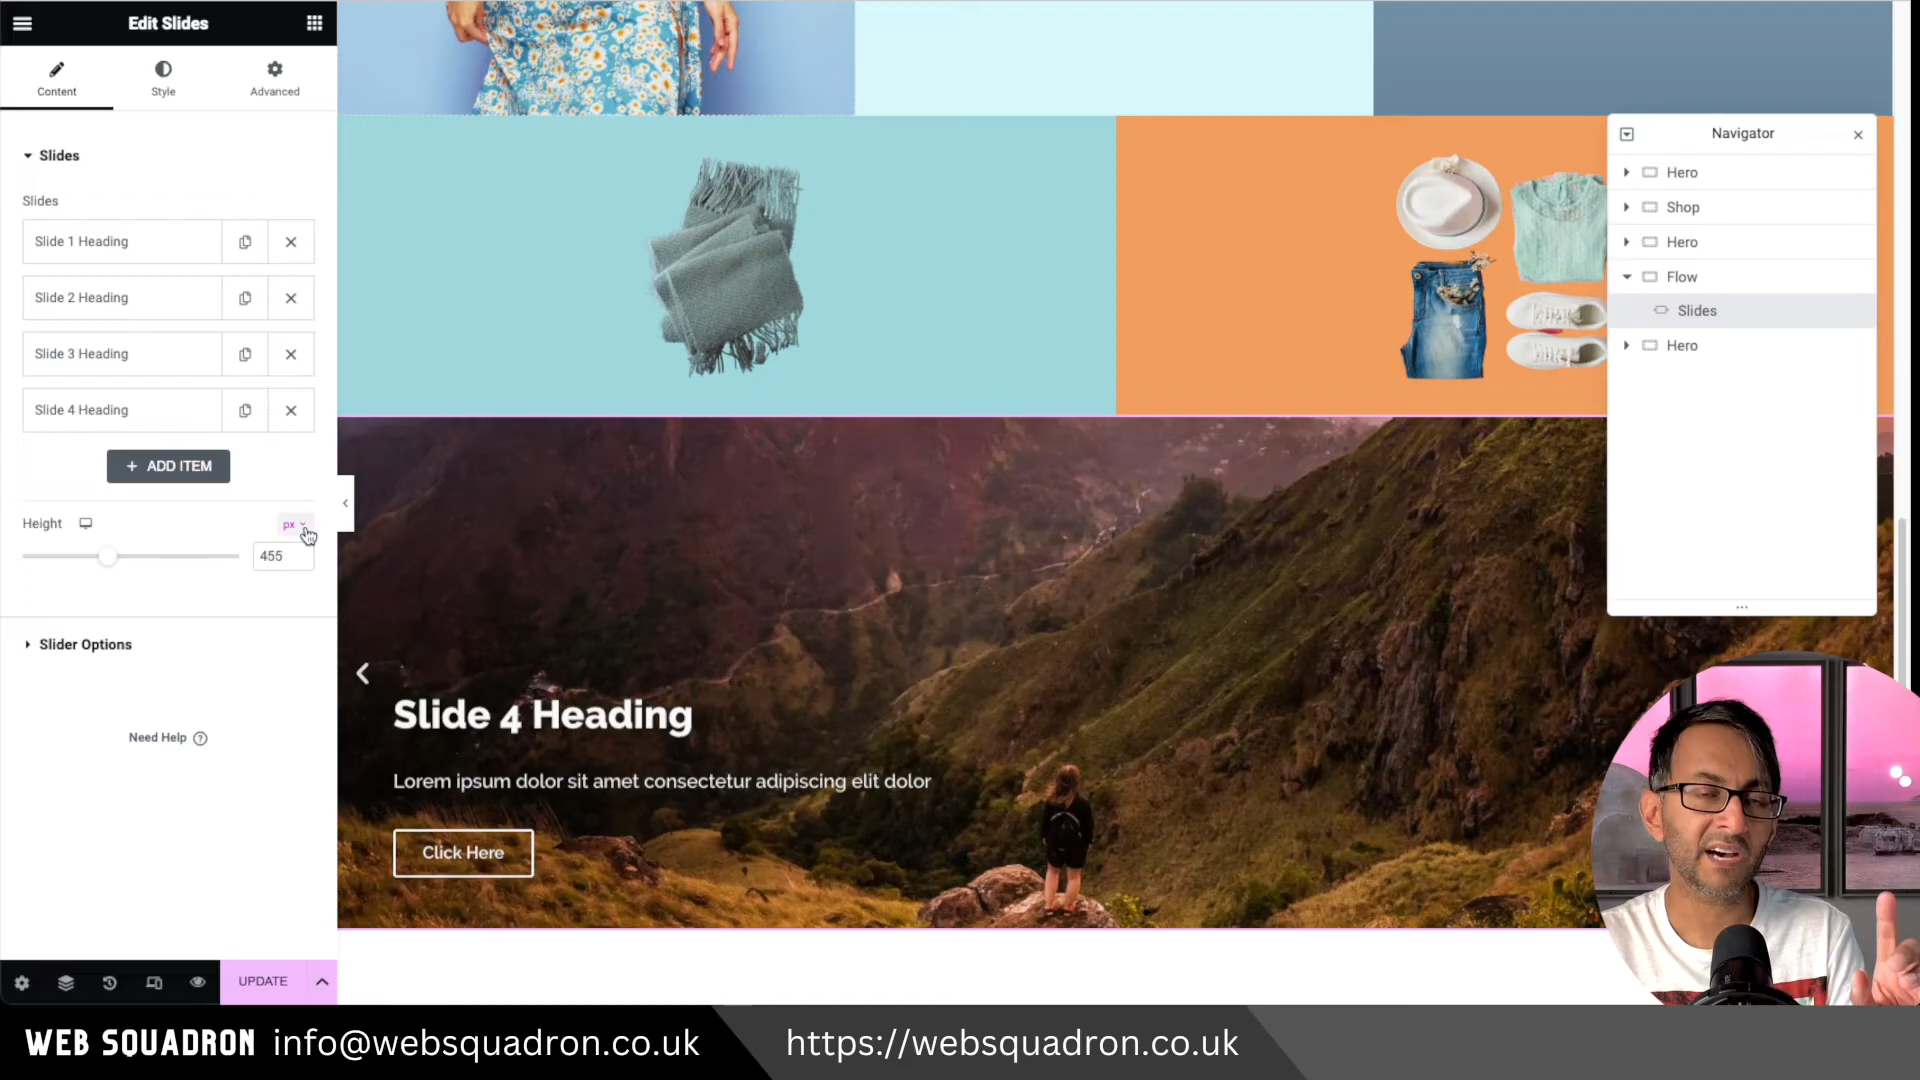 Edit Slides
Content
Style
Advanced
Slides
Slides
Slide 1 Heading
Slide 2 Heading
Slide 3 Heading
Slide 4 Heading
+ ADD ITEM
Height
px
455
Slider Options
Need Help
UPDATE
Slide 4 Heading
Lorem ipsum dolor sit amet consectetur adipiscing elit dolor
Click Here
Navigator
Hero
Shop
Hero
Flow
Slides
Hero
WEB SQUADRON info@websquadron.co.uk https://websquadron.co.uk